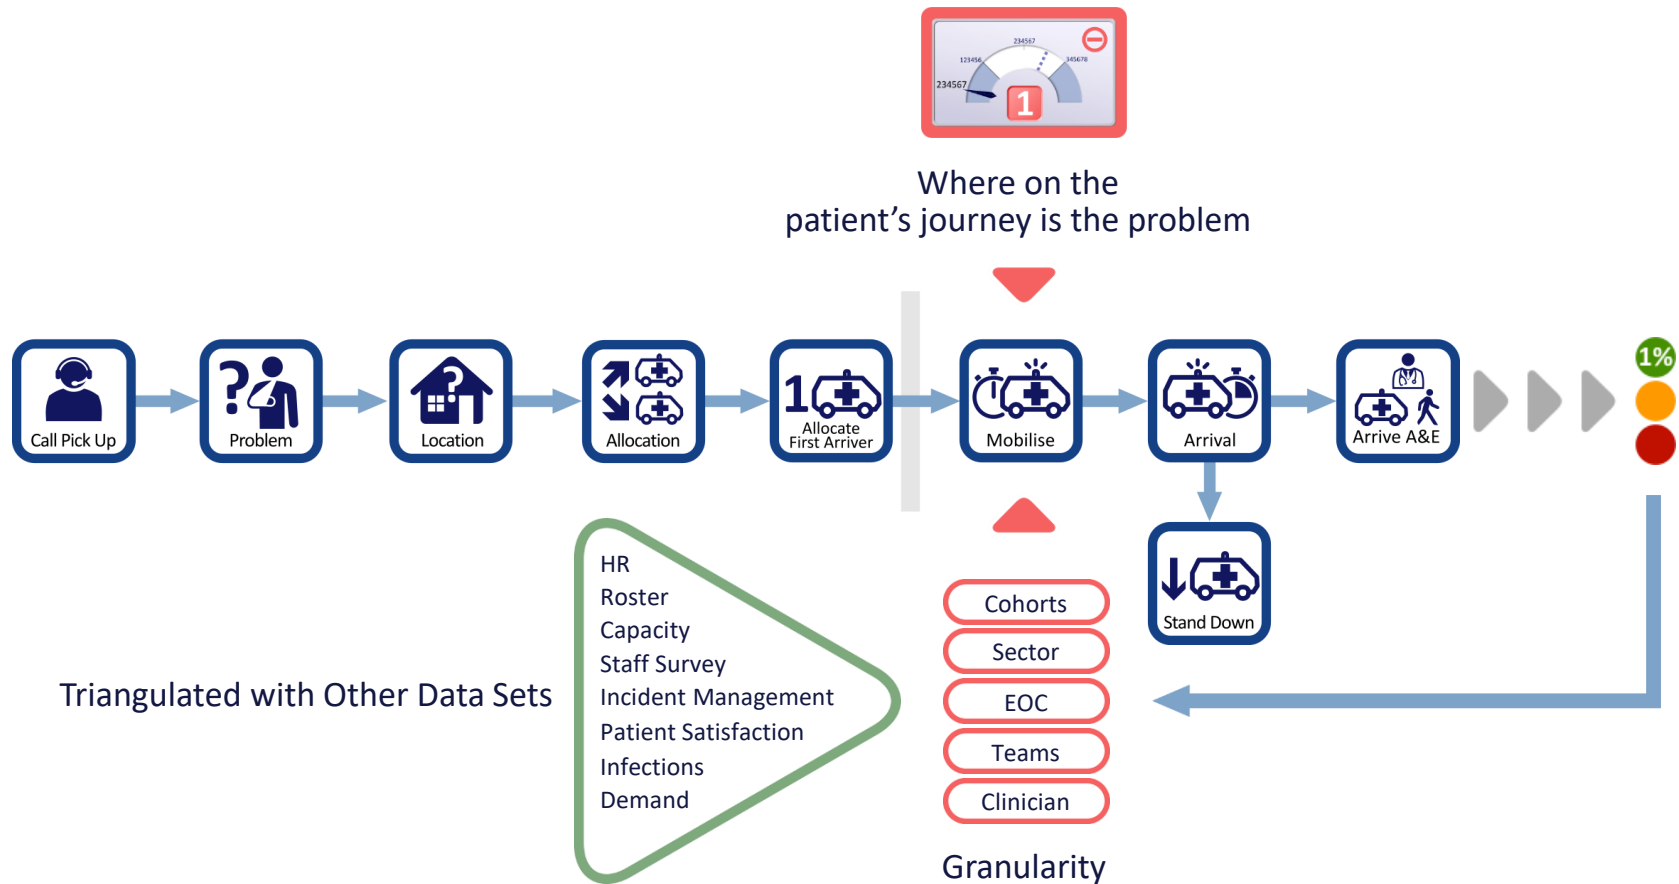 234567
123456
345678
234567
1
Where on the
patient's journey is the problem
Call Pick Up
?
Problem
?
Location
Allocation
1
Allocate
First Arriver
Mobilise
Arrival
Arrive A&E
1%
Stand Down
Triangulated with Other Data Sets
HR
Roster
Capacity
Staff Survey
Incident Management
Patient Satisfaction
Infections
Demand
Cohorts
Sector
EOC
Teams
Clinician
Granularity